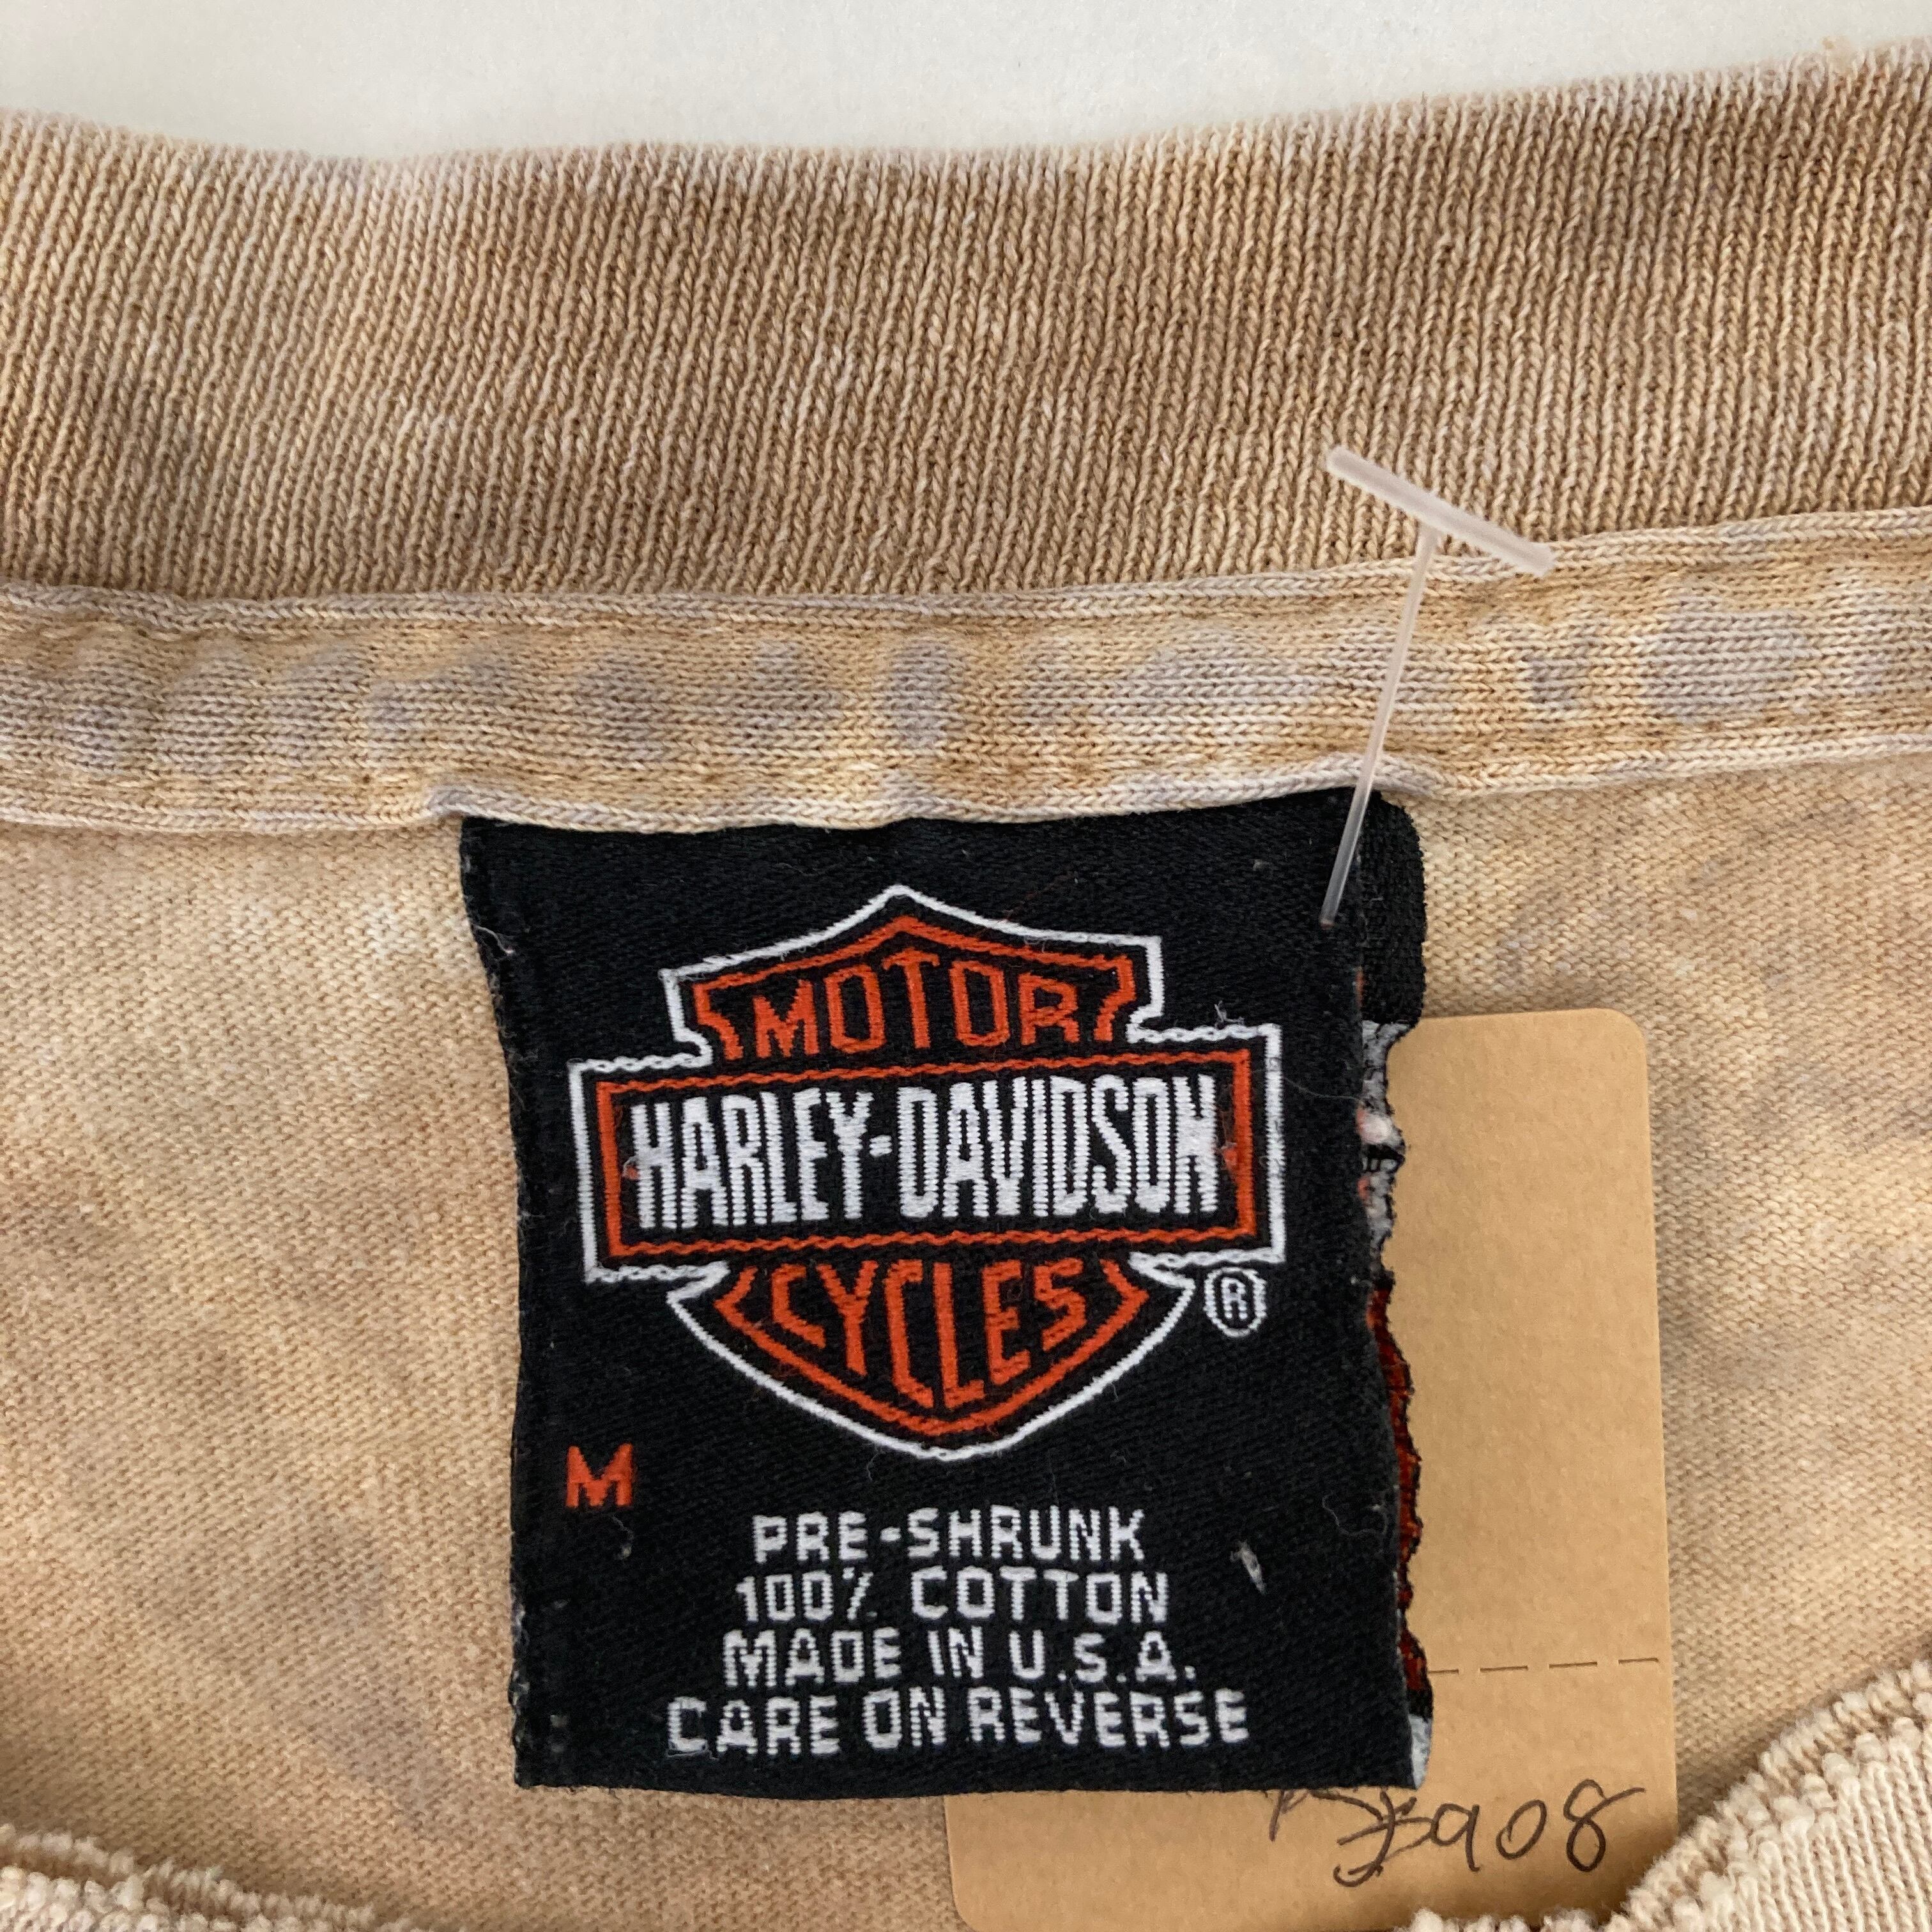 MOTOR
HARLEY-DAVIDSON
CYCLES
®
M
PRE-SHRUNK
100% COTTON
MADE IN U.S.A.
CARE ON REVERSE